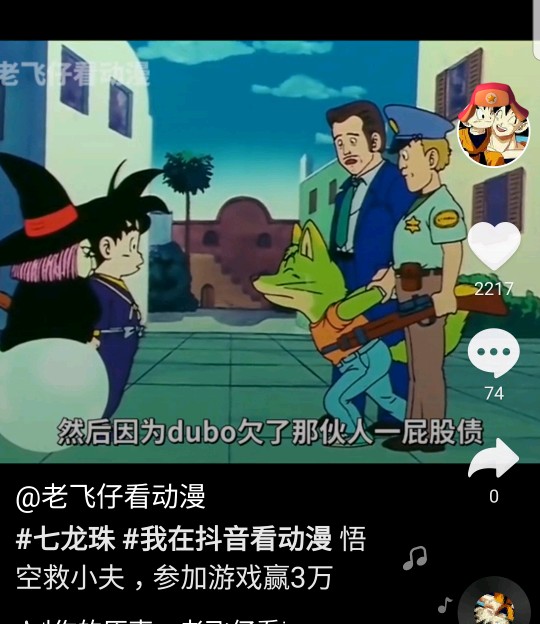 老飞仔看动漫
2217
74
然后因为dubo欠了那伙人一屁股债
0
@老飞仔看动漫
#七龙珠 #我在抖音看动漫 悟
空救小夫，参加游戏赢3万